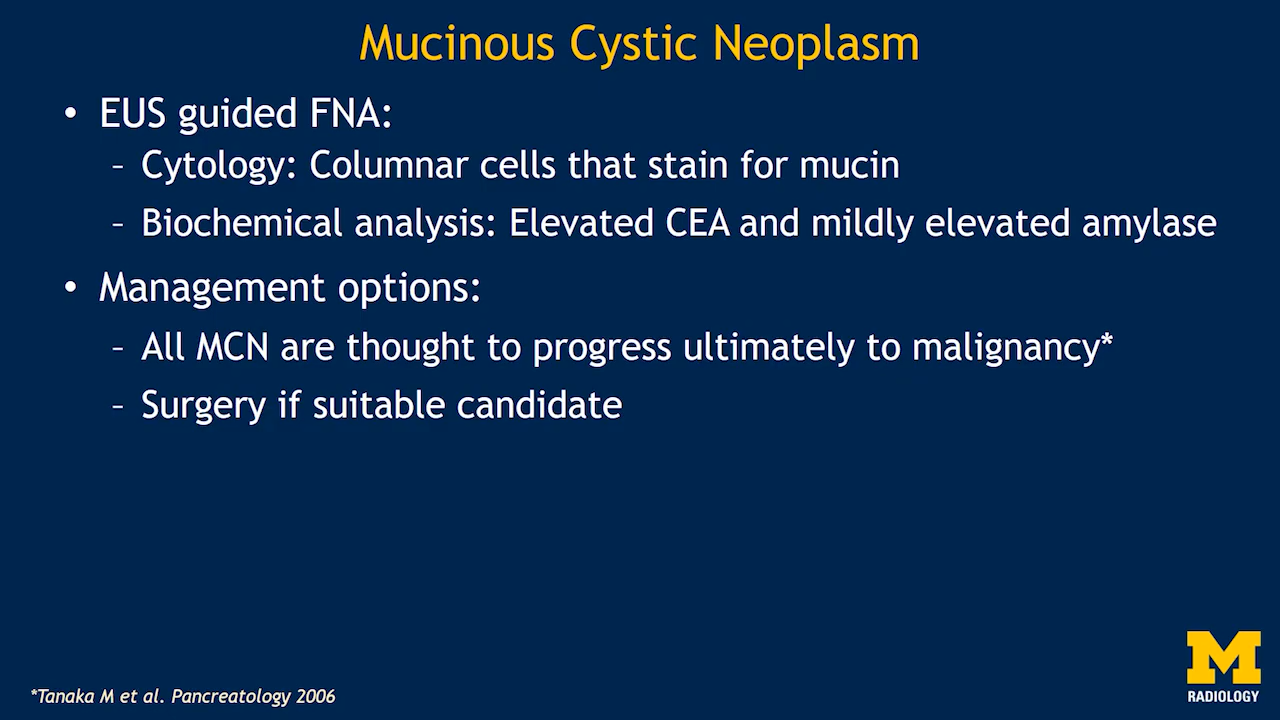 Mucinous Cystic Neoplasm
• EUS guided FNA:
– Cytology: Columnar cells that stain for mucin
– Biochemical analysis: Elevated CEA and mildly elevated amylase
• Management options:
– All MCN are thought to progress ultimately to malignancy*
– Surgery if suitable candidate
*Tanaka M et al. Pancreatology 2006
M
RADIOLOGY